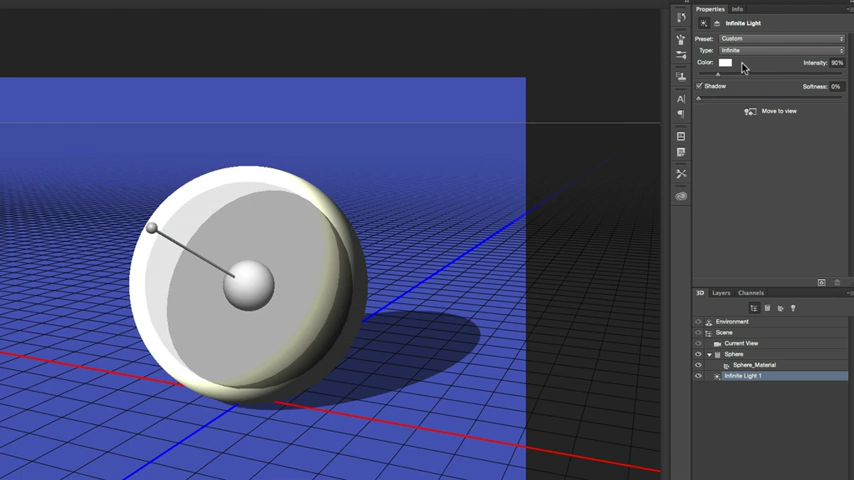 Properties Info
Infinite Light
Preset: Custom
Type: Infinite
Color: Intensity: 90%
Shadow Softness: 0%
Move to view
3D Layers Channels
Environment
Scene
Current View
Sphere
Sphere_Material
Infinite Light 1